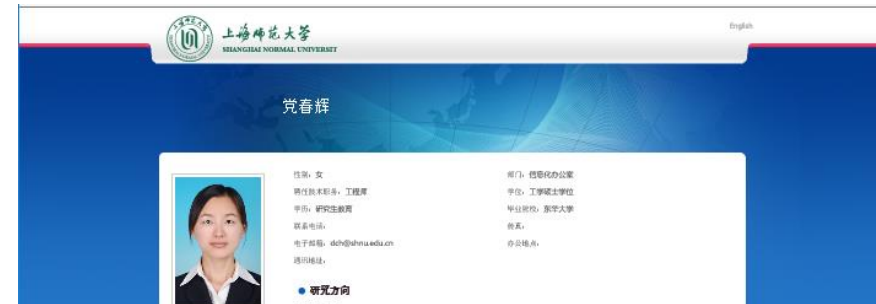 上海师范大学
SHANGHAI NORMAL UNIVERSITY
English
党春辉
性别：女
部门：信息化办公室
聘任技术职务：工程师
学位：工学硕士学位
学历：研究生教育
毕业院校：东华大学
联系电话：
传真：
电子邮箱：dch@shnu.edu.cn
办公地点：
通讯地址：
研究方向